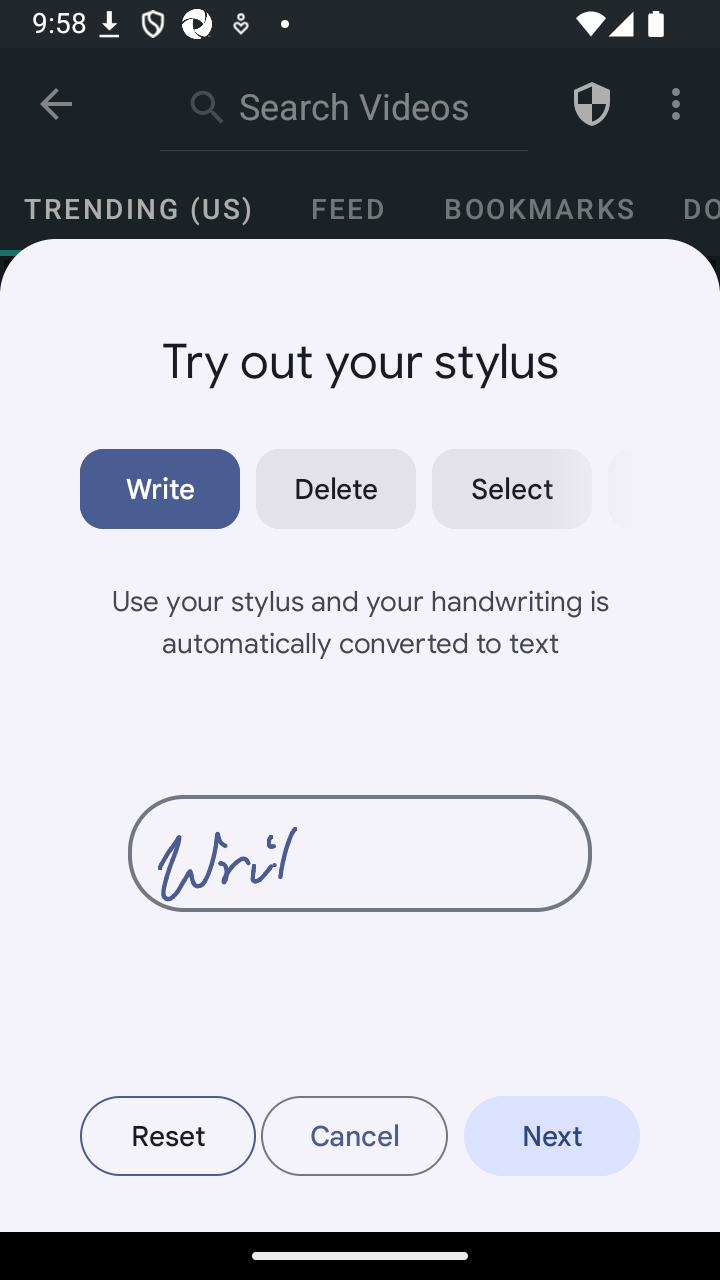 9:58
Search Videos
TRENDING (US) FEED BOOKMARKS DO
Try out your stylus
Write Delete Select
Use your stylus and your handwriting is
automatically converted to text
Reset Cancel Next